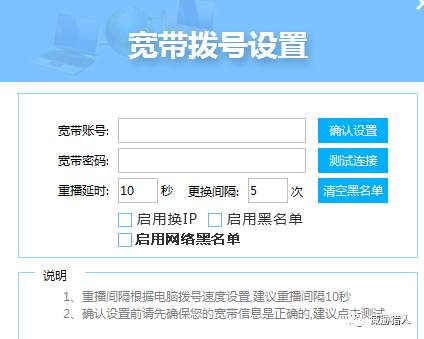 宽带拨号设置
宽带账号: 确认设置
宽带密码: 测试连接
重播延时: 10 秒 更换间隔: 5 次 清空黑名单
启用换IP 启用黑名单
启用网络黑名单
说明
1、重播间隔根据电脑拨号速度设置,建议重播间隔10秒
2、确认设置前请先确保您的宽带信息是正确的,建议点击测试
威胁猎人